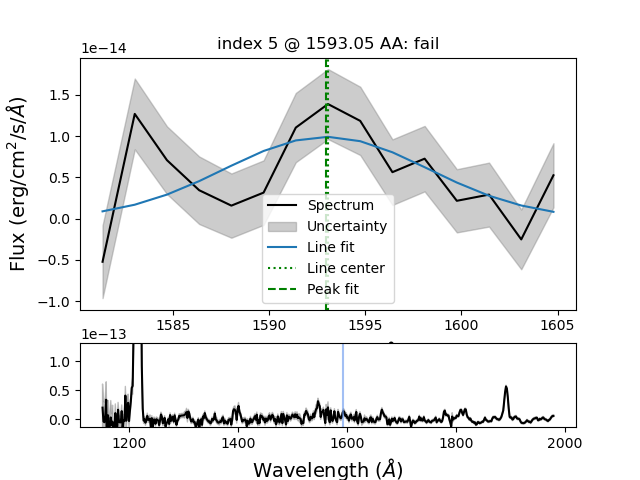 index 5 @ 1593.05 AA: fail
1e−14
Flux (erg/cm²/s/Å)
1.5
1.0
0.5
0.0
−0.5
−1.0
Spectrum
Uncertainty
Line fit
Line center
Peak fit
1585 1590 1595 1600 1605
1e−13
1.0
0.5
0.0
1200 1400 1600 1800 2000
Wavelength (Å)